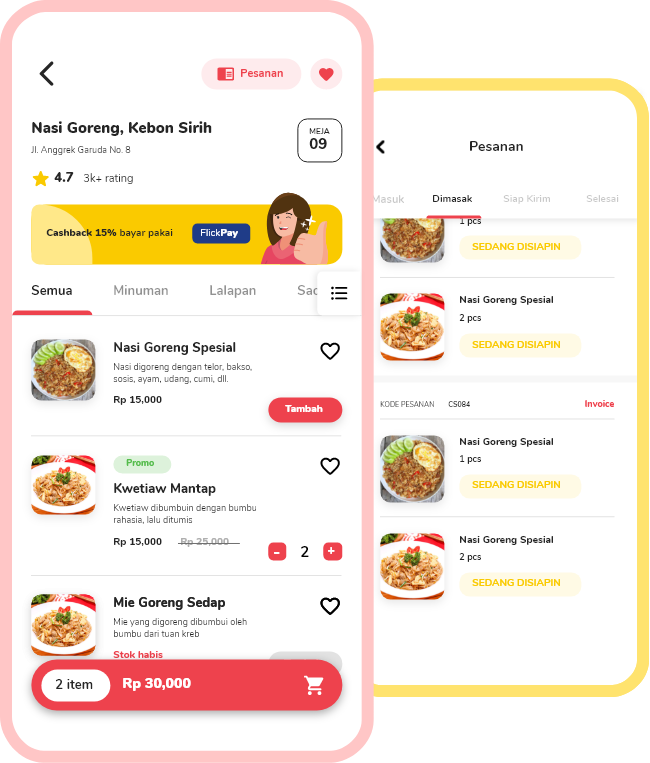 Pesanan
Nasi Goreng, Kebon Sirih
Jl. Anggrek Garuda No. 8
MEJA
09
4.7 3k+ rating
Cashback 15% bayar pakai FlickPay
Semua Minuman Lalapan Sac
Nasi Goreng Spesial
Nasi digoreng dengan telor, bakso,
sosis, ayam, udang, cumi, dll.
Rp 15,000
Tambah
Promo
Kwetiaw Mantap
Kwetiaw dibumbuin dengan bumbu
rahasia, lalu ditumis
Rp 15,000 Rp 25,000
- 2 +
Mie Goreng Sedap
Mie yang digoreng dibumbui oleh
bumbu dari tuan kreb
Stok habis
2 item Rp 30,000
Pesanan
Masuk Dimasak Siap Kirim Selesai
1 pcs
SEDANG DISIAPIN
Nasi Goreng Spesial
2 pcs
SEDANG DISIAPIN
KODE PESANAN CS084 Invoice
Nasi Goreng Spesial
1 pcs
SEDANG DISIAPIN
Nasi Goreng Spesial
2 pcs
SEDANG DISIAPIN